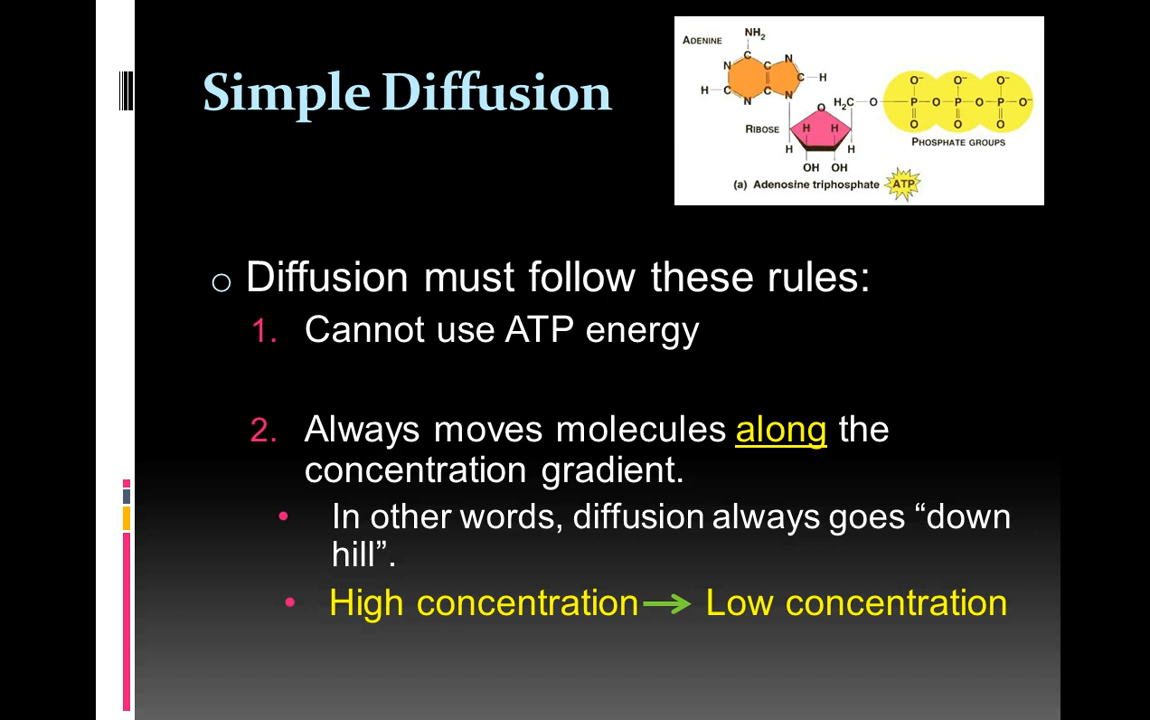 Simple Diffusion
ADENINE
NH2
N
C
C
N
C
H
H
C
N
C
N
RIBOSE
H2C
O
O
H
H
H
H
OH
OH
O−
O−
O−
P
O
P
O
P
O−
O
O
O
PHOSPHATE GROUPS
(a) Adenosine triphosphate
ATP
Diffusion must follow these rules:
1. Cannot use ATP energy
2. Always moves molecules along the
concentration gradient.
• In other words, diffusion always goes “down
hill”.
• High concentration → Low concentration